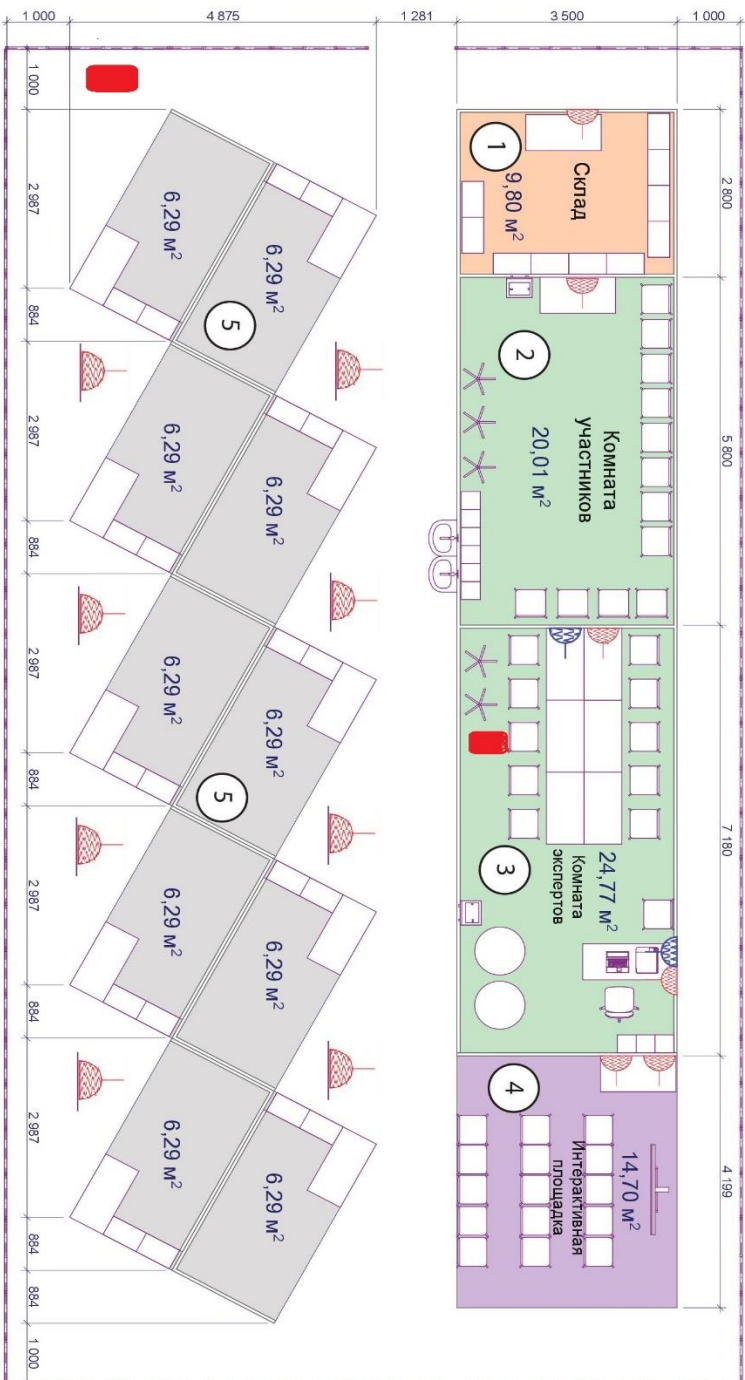 1 000
4 875
1 281
3 500
1 000
1 000
2 987
884
2 987
884
2 987
884
2 987
884
2 987
884
884
1 000
2 800
5 800
7 180
4 199
1
Склад
9,80 м²
2
Комната
участников
20,01 м²
3
24,77 м²
Комната
экспертов
4
14,70 м²
Интерактивная
площадка
5
5
6,29 м²
6,29 м²
6,29 м²
6,29 м²
6,29 м²
6,29 м²
6,29 м²
6,29 м²
6,29 м²
6,29 м²